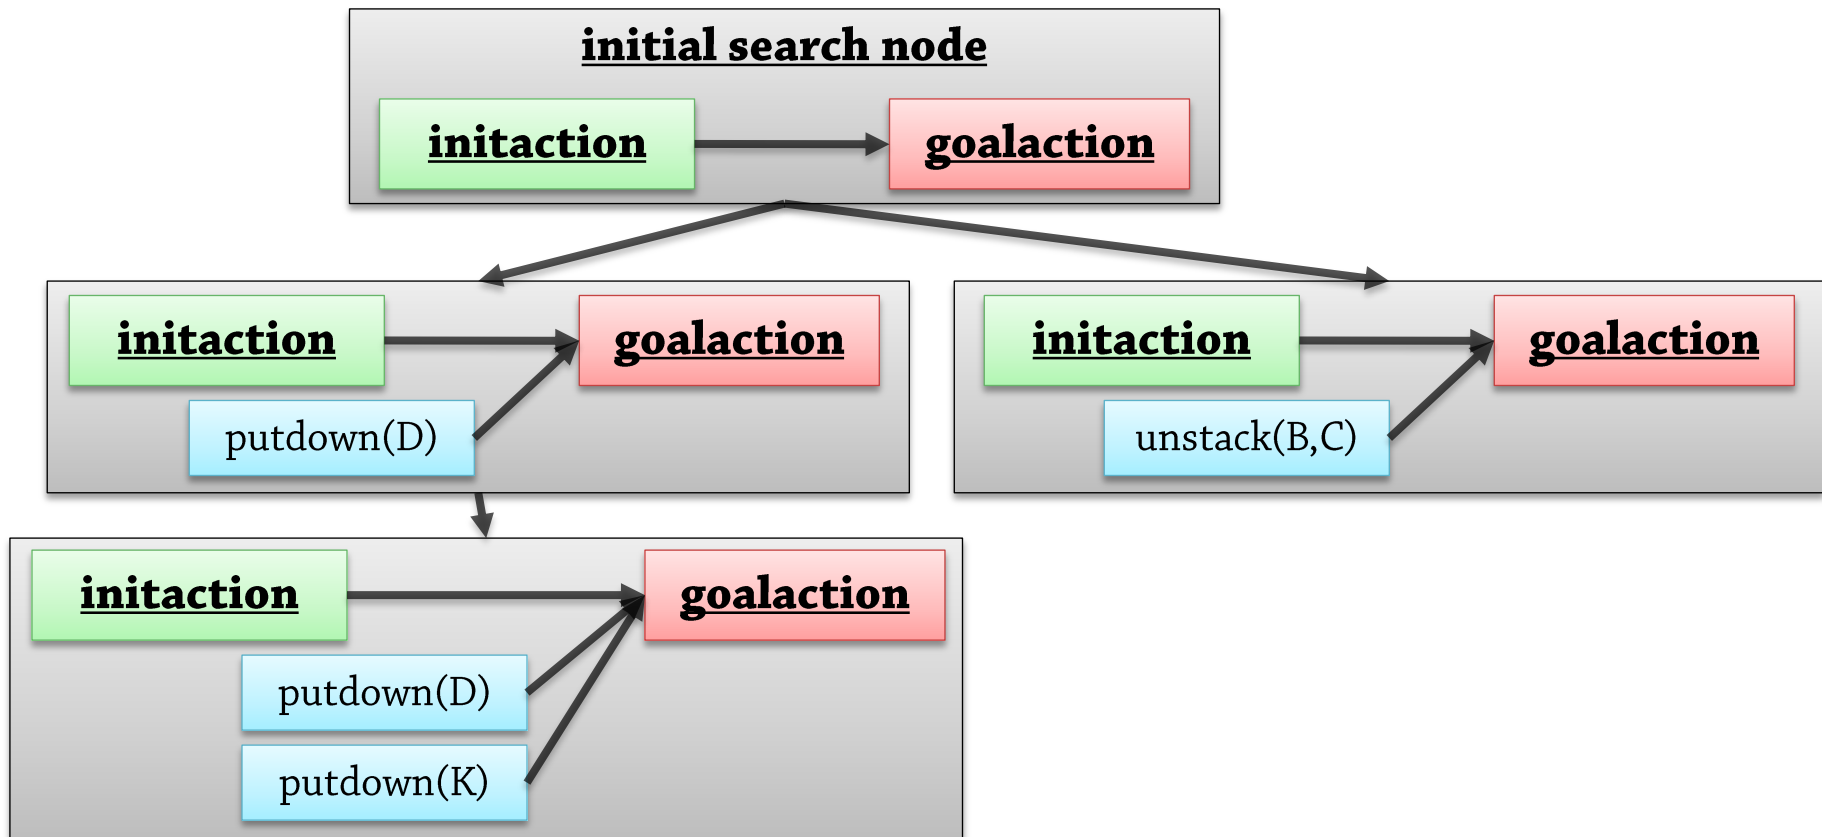 initial search node
initaction
goalaction
initaction
goalaction
putdown(D)
initaction
goalaction
unstack(B,C)
initaction
goalaction
putdown(D)
putdown(K)